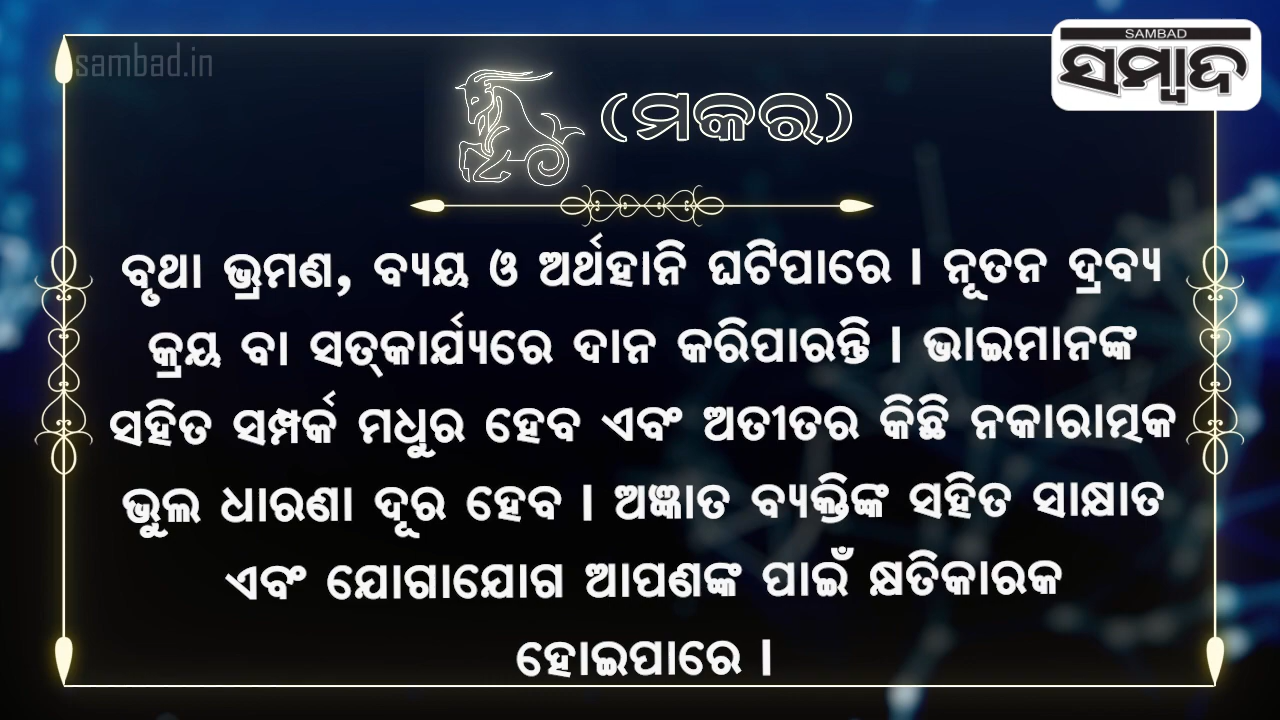 sambad.in
SAMBAD
ସମ୍ବାଦ
(ମକର)
ବୃଥା ଭ୍ରମଣ, ବ୍ୟୟ ଓ ଅର୍ଥହାନି ଘଟିପାରେ । ନୂତନ ଦ୍ରବ୍ୟ
କ୍ରୟ ବା ସତ୍‌କାର୍ଯ୍ୟରେ ଦାନ କରିପାରନ୍ତି । ଭାଇମାନଙ୍କ
ସହିତ ସମ୍ପର୍କ ମଧୁର ହେବ ଏବଂ ଅତୀତର କିଛି ନକାରାତ୍ମକ
ଭୁଲ ଧାରଣା ଦୂର ହେବ । ଅଜ୍ଞାତ ବ୍ୟକ୍ତିଙ୍କ ସହିତ ସାକ୍ଷାତ
ଏବଂ ଯୋଗାଯୋଗ ଆପଣଙ୍କ ପାଇଁ କ୍ଷତିକାରକ
ହୋଇପାରେ ।